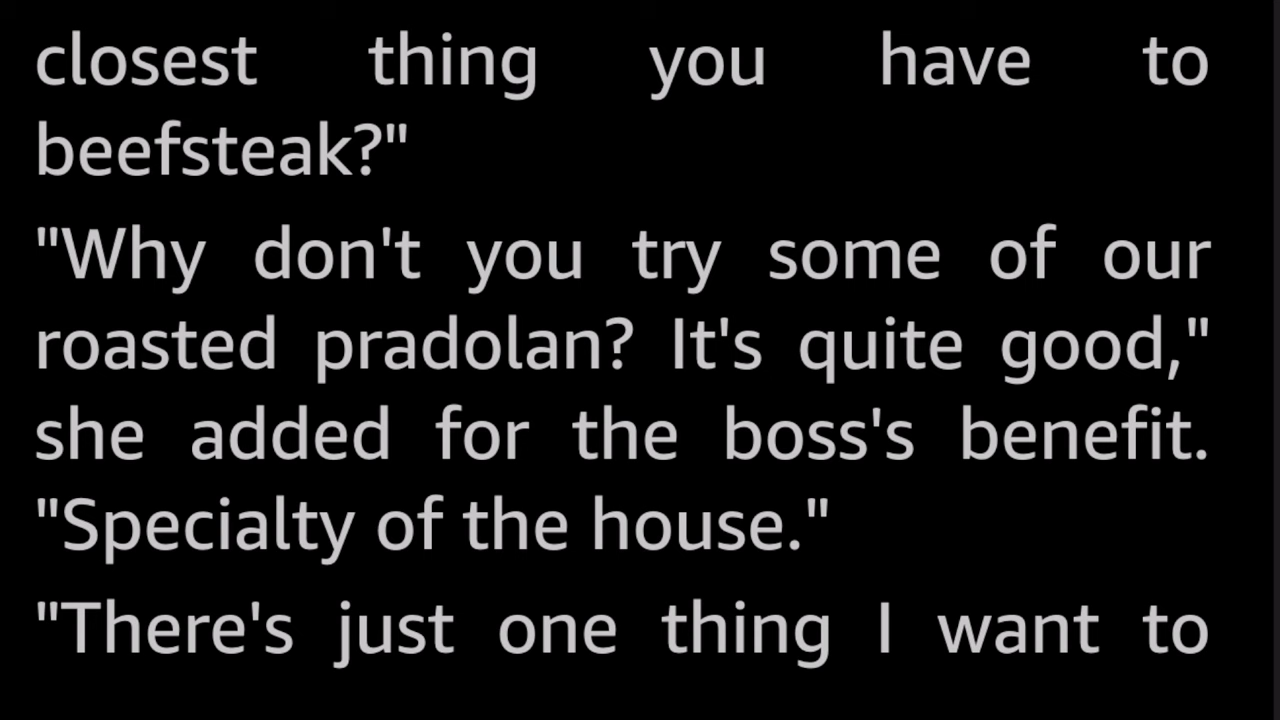 closest thing you have to
beefsteak?"
"Why don't you try some of our
roasted pradolan? It's quite good,"
she added for the boss's benefit.
"Specialty of the house."
"There's just one thing I want to